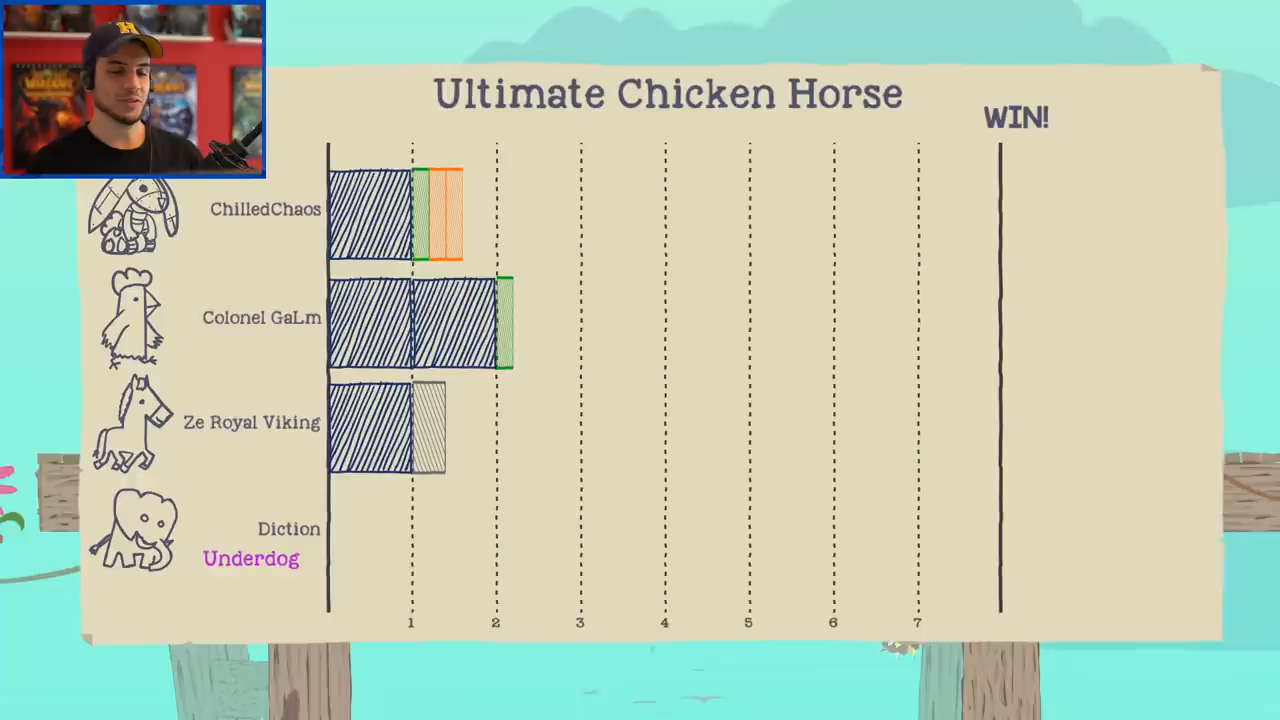 Ultimate Chicken Horse
WIN!
ChilledChaos
Colonel GaLm
Ze Royal Viking
Diction
Underdog
1 2 3 4 5 6 7
H